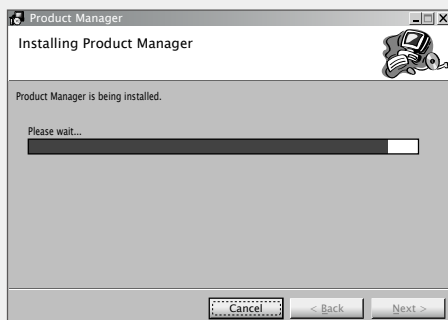 Product Manager
Installing Product Manager
Product Manager is being installed.
Please wait...
Cancel
< Back
Next >